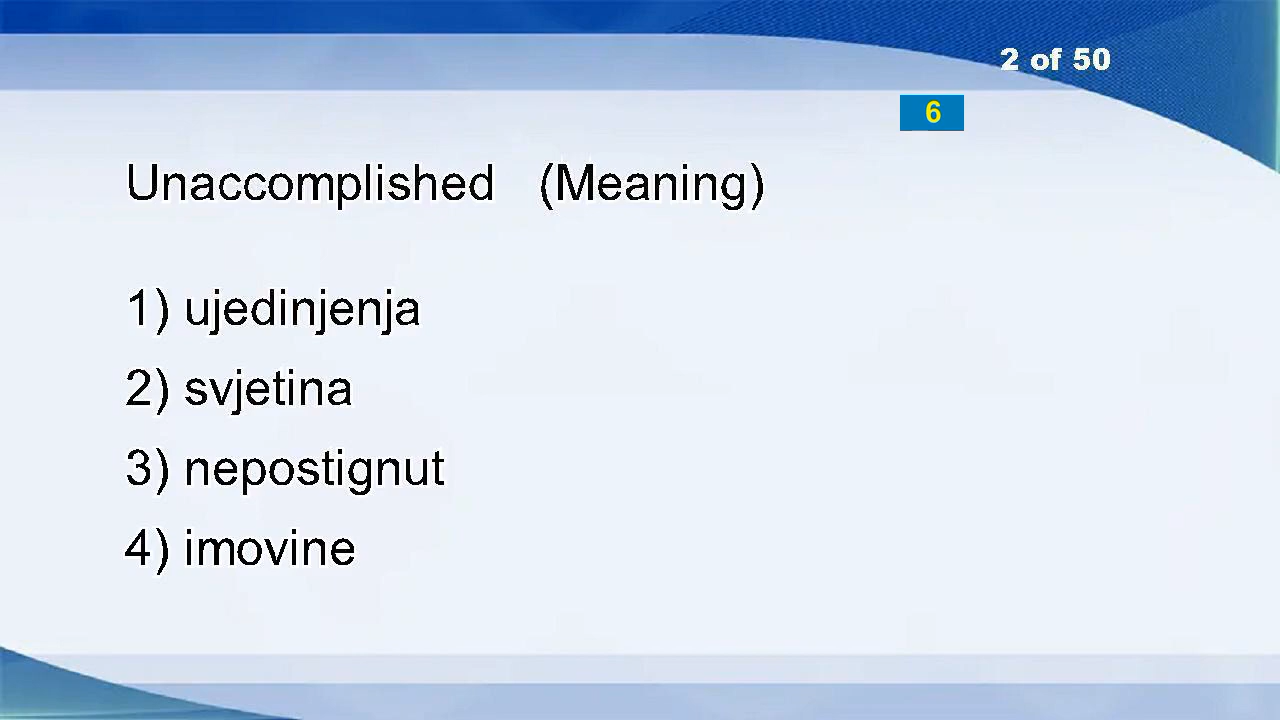 2 of 50
6
Unaccomplished (Meaning)
1) ujedinjenja
2) svjetina
3) nepostignut
4) imovine